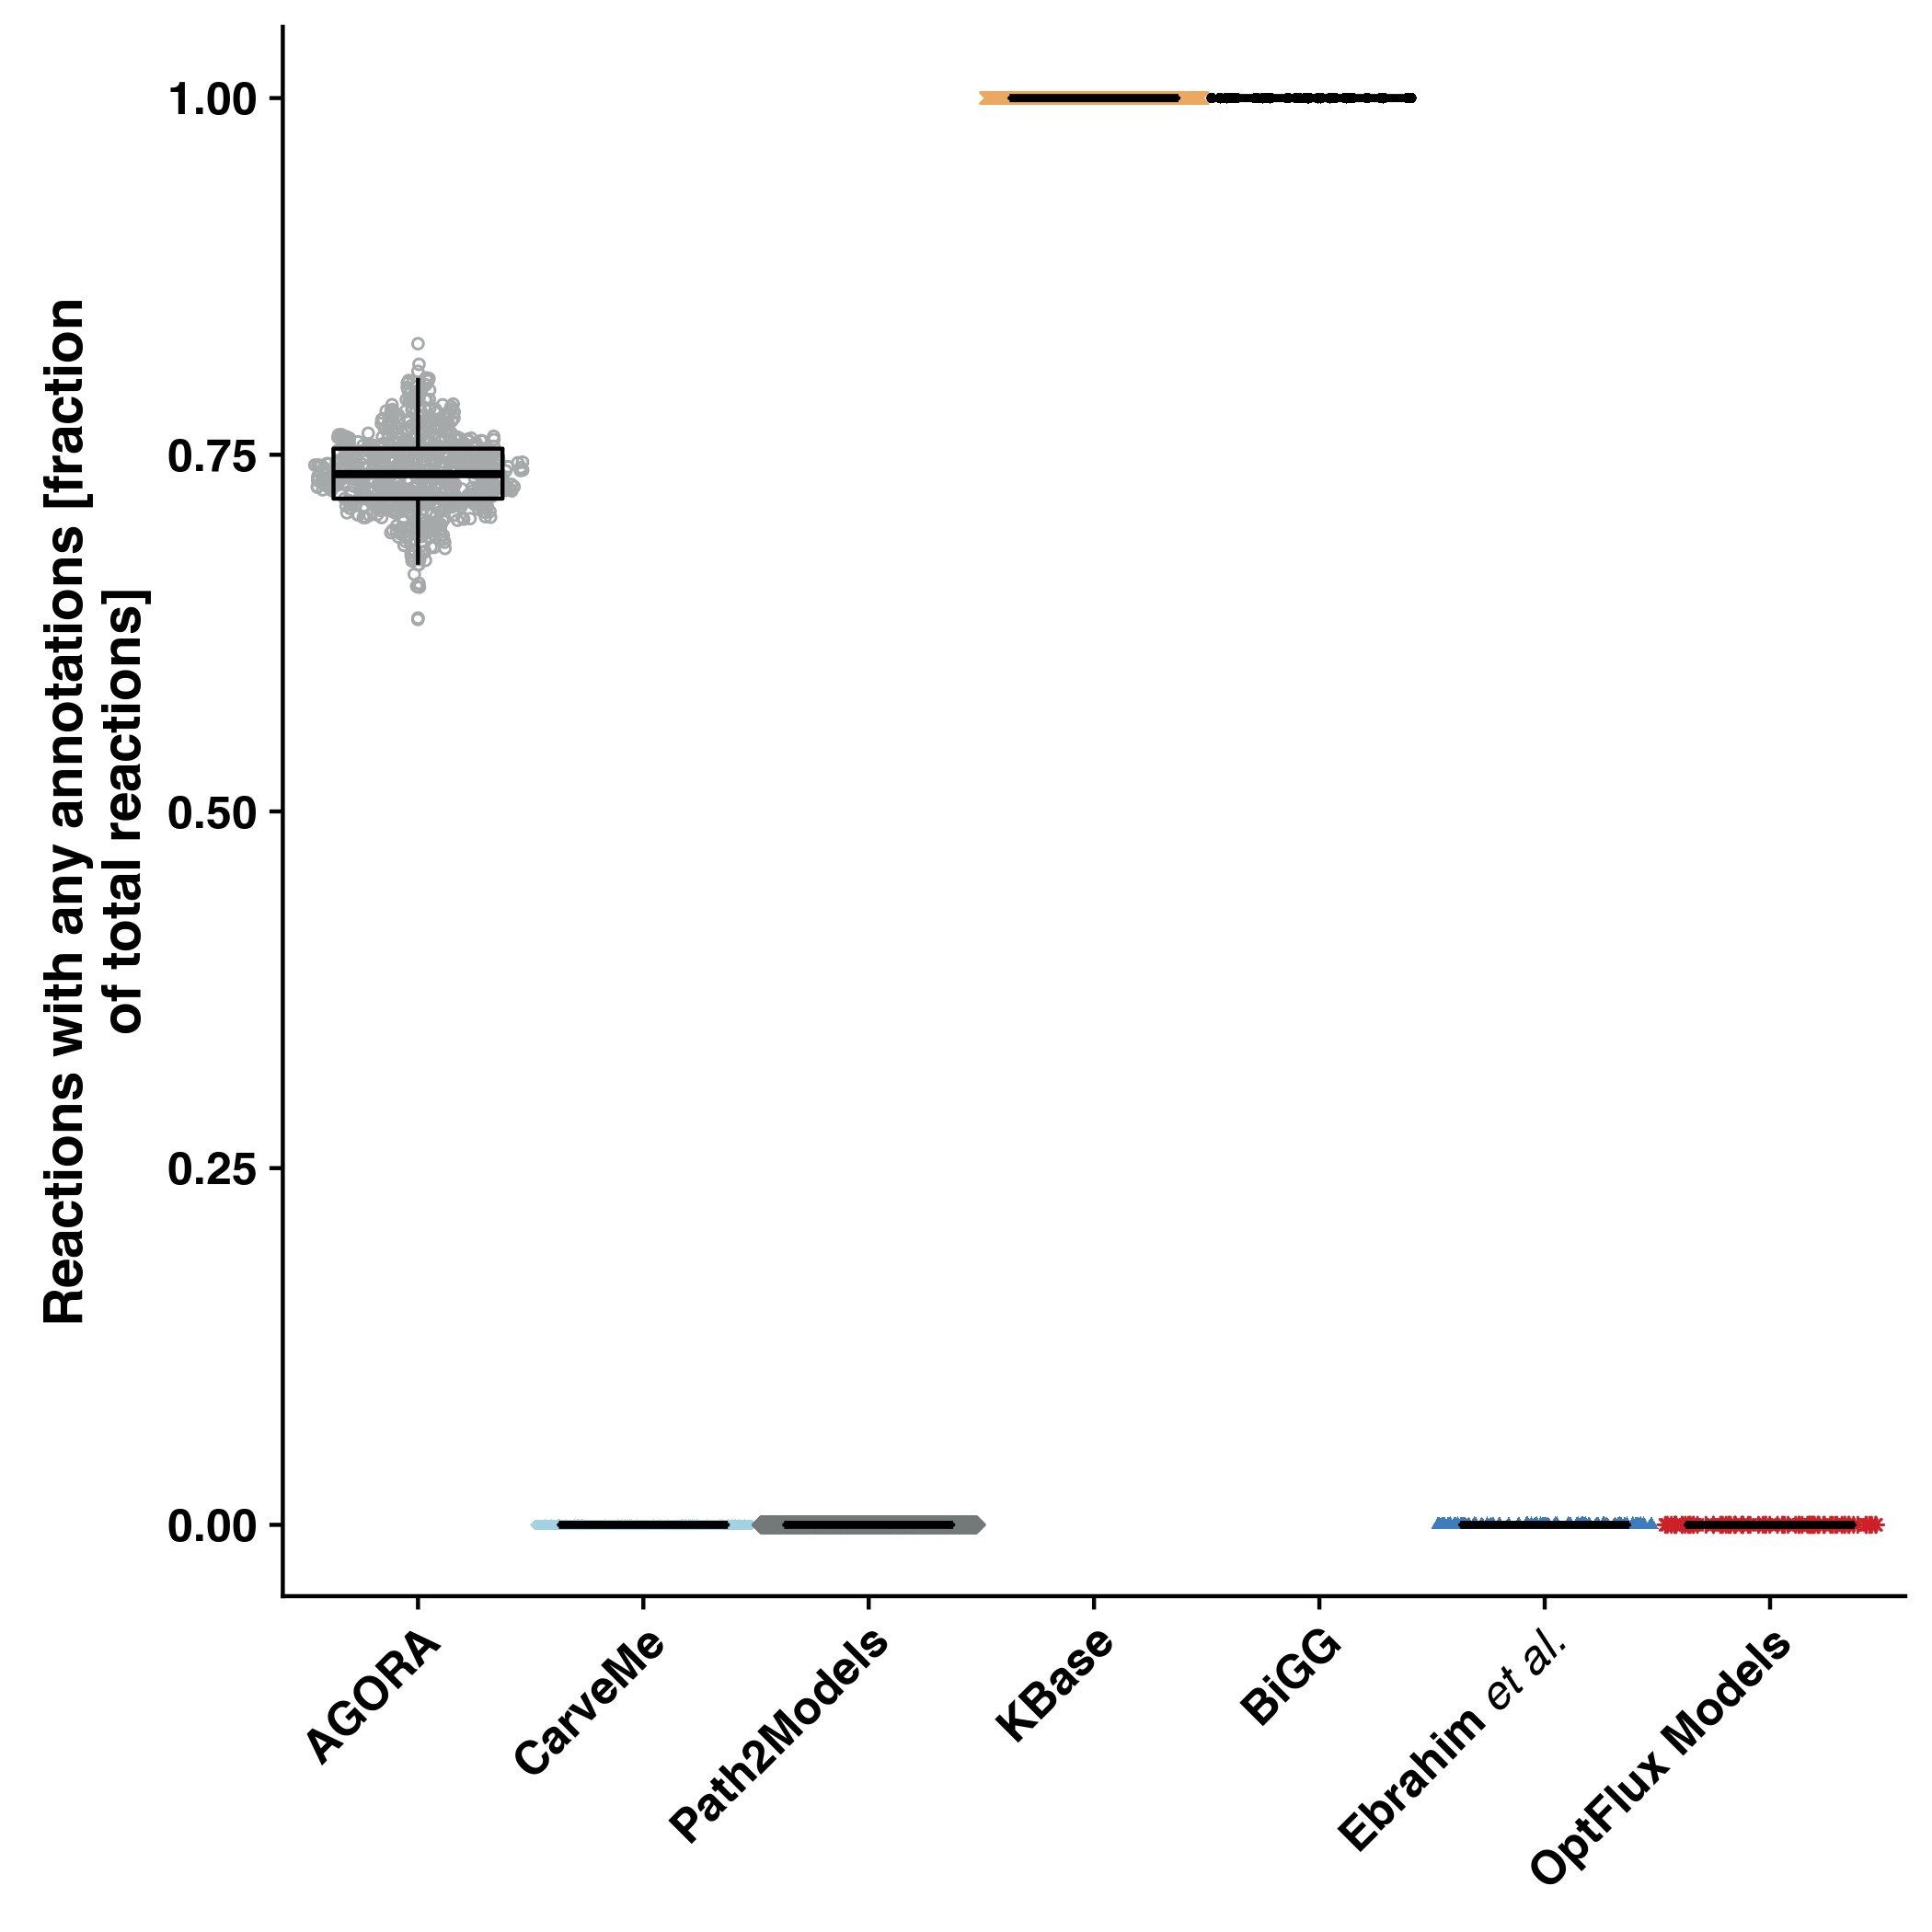 Reactions with any annotations [fraction
of total reactions]
1.00
0.75
0.50
0.25
0.00
AGORA
CarveMe
Path2Models
KBase
BiGG
Ebrahim et al.
OptFlux Models